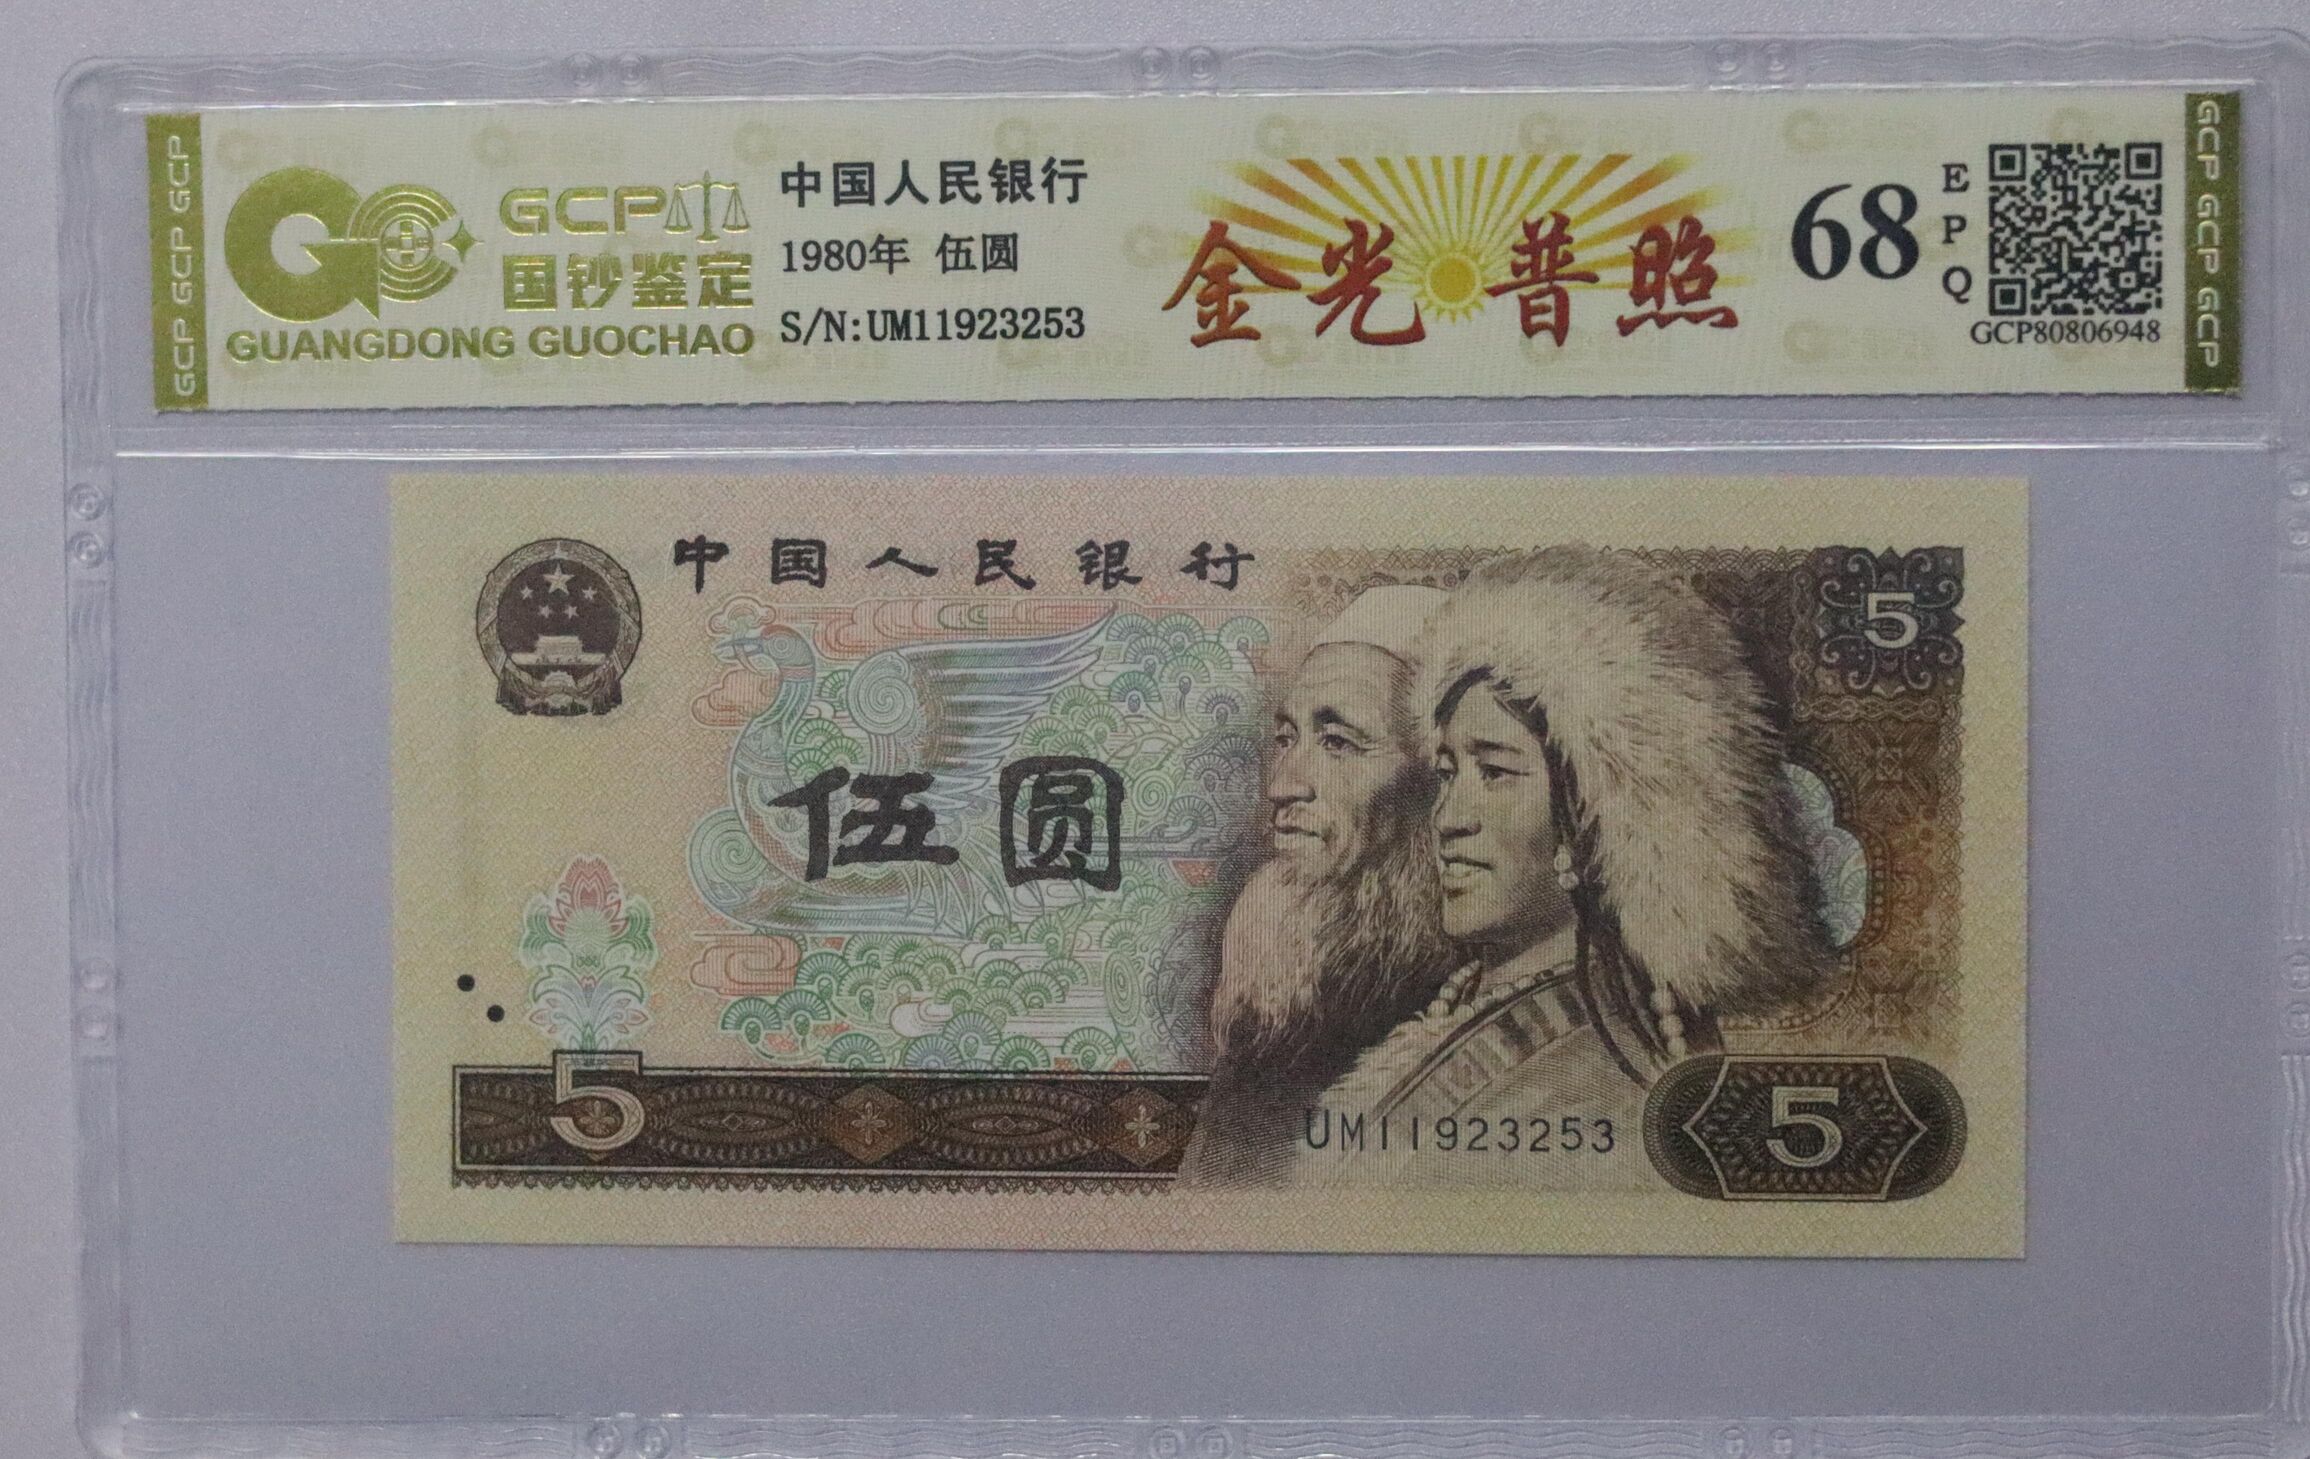 GCP GCP GCP
GCP
国钞鉴定
GUANGDONG GUOCHAO
中国人民银行
1980年 伍圆
S/N:UM11923253
金光普照
68
EPQ
GCP80806948
GCP GCP GCP
中国人民银行
5
伍圆
5
UM11923253
5